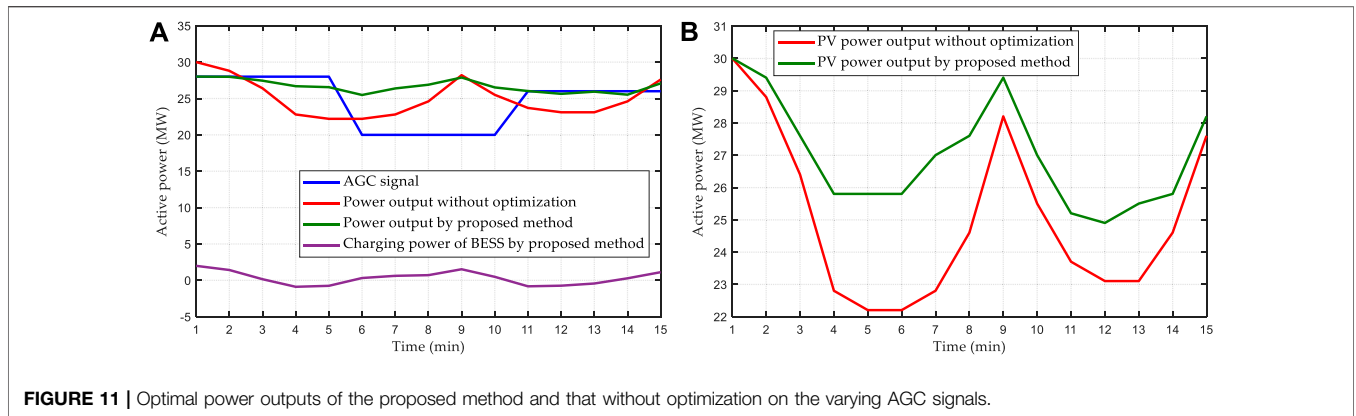 A
35
30
25
20
15
10
5
0
-5
Active power (MW)
AGC signal
Power output without optimization
Power output by proposed method
Charging power of BESS by proposed method
1 2 3 4 5 6 7 8 9 10 11 12 13 14 15
Time (min)
B
31
30
29
28
27
26
25
24
23
22
Active power (MW)
PV power output without optimization
PV power output by proposed method
1 2 3 4 5 6 7 8 9 10 11 12 13 14 15
Time (min)
FIGURE 11 | Optimal power outputs of the proposed method and that without optimization on the varying AGC signals.